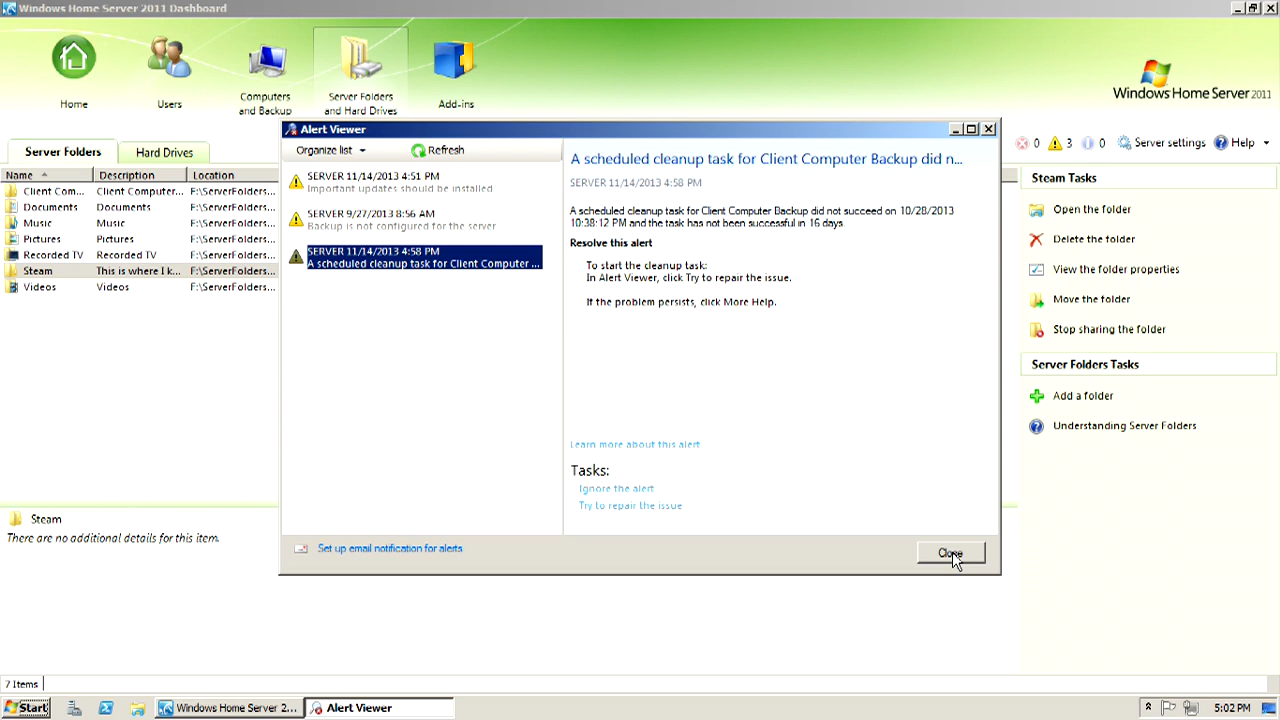 Windows Home Server 2011 Dashboard
Home
Users
Computers
and Backup
Server Folders
and Hard Drives
Add-ins
Windows Home Server 2011
Server Folders
Hard Drives
0
3
0
Server settings
Help
Name
Description
Location
Client Com...
Client Computer...
F:\ServerFolders...
Documents
Documents
F:\ServerFolders...
Music
Music
F:\ServerFolders...
Pictures
Pictures
F:\ServerFolders...
Recorded TV
Recorded TV
F:\ServerFolders...
Steam
This is where I k...
F:\ServerFolders...
Videos
Videos
F:\ServerFolders...
Alert Viewer
Organize list
Refresh
SERVER 11/14/2013 4:51 PM
Important updates should be installed
SERVER 9/27/2013 8:56 AM
Backup is not configured for the server
SERVER 11/14/2013 4:58 PM
A scheduled cleanup task for Client Computer ...
A scheduled cleanup task for Client Computer Backup did n...
SERVER 11/14/2013 4:58 PM
A scheduled cleanup task for Client Computer Backup did not succeed on 10/28/2013
10:38:12 PM and the task has not been successful in 16 days
Resolve this alert
To start the cleanup task:
In Alert Viewer, click Try to repair the issue.
If the problem persists, click More Help.
Learn more about this alert
Tasks:
Ignore the alert
Try to repair the issue
Set up email notification for alerts
Close
Steam Tasks
Open the folder
Delete the folder
View the folder properties
Move the folder
Stop sharing the folder
Server Folders Tasks
Add a folder
Understanding Server Folders
Steam
There are no additional details for this item.
7 Items
Start
Windows Home Server 2...
Alert Viewer
5:02 PM